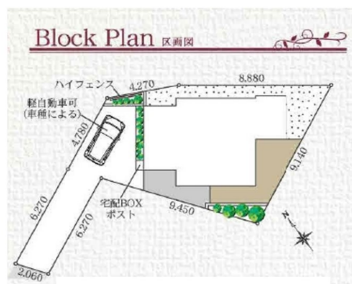 Block Plan 区画図
ハイフェンス
4.270
8.880
軽自動車可
(車種による)
4.780
9.140
6.270
6.270
宅配BOX
ポスト
9.450
2.060
N